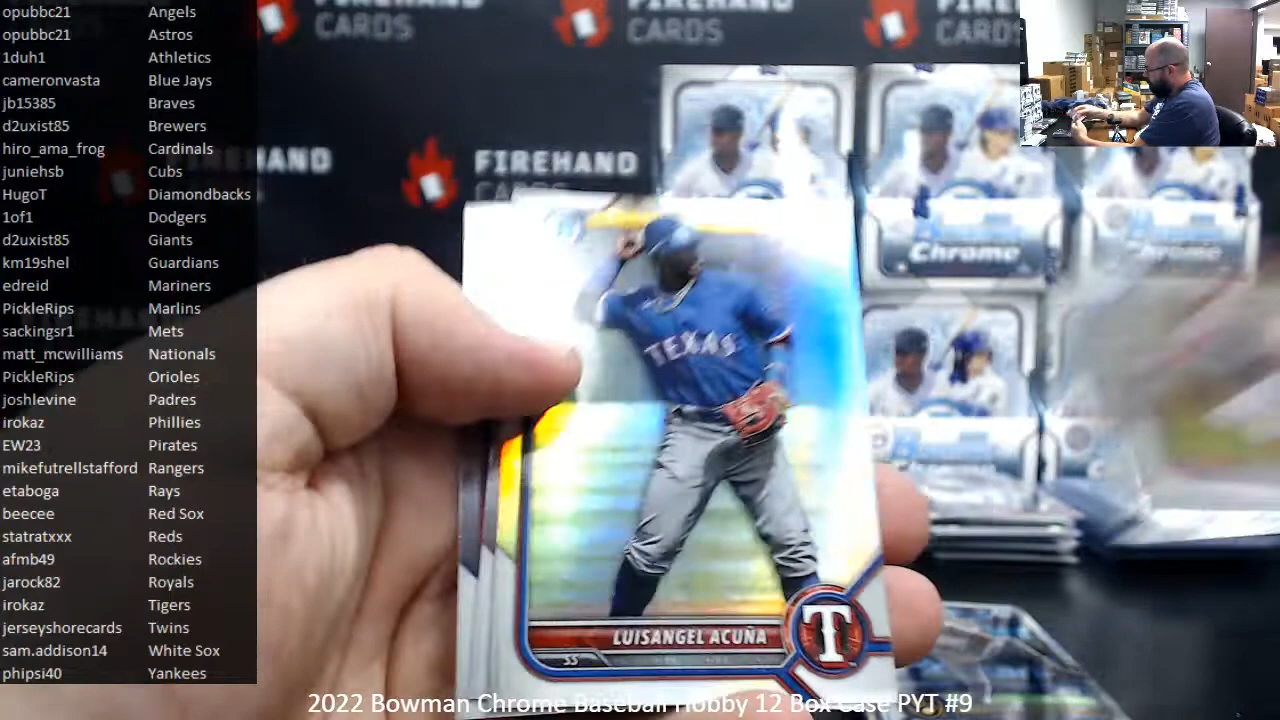 opubbc21 Angels
opubbc21 Astros
1duh1 Athletics
cameronvasta Blue Jays
jb15385 Braves
d2uxist85 Brewers
hiro_ama_frog Cardinals
juniehsb Cubs
HugoT Diamondbacks
1of1 Dodgers
d2uxist85 Giants
km19shel Guardians
edreid Mariners
PickleRips Marlins
sackingsr1 Mets
matt_mcwilliams Nationals
PickleRips Orioles
joshlevine Padres
irokaz Phillies
EW23 Pirates
mikefutrellstafford Rangers
etaboga Rays
beecee Red Sox
statratxxx Reds
afmb49 Rockies
jarock82 Royals
irokaz Tigers
jerseyshorecards Twins
sam.addison14 White Sox
phipsi40 Yankees
CARDS
CARDS
FIREHAND
Chrome
TEXAS
LUISANGEL ACUÑA
SS
T
2022 Bowman Chrome Baseball Hobby 12 Box Case PYT #9